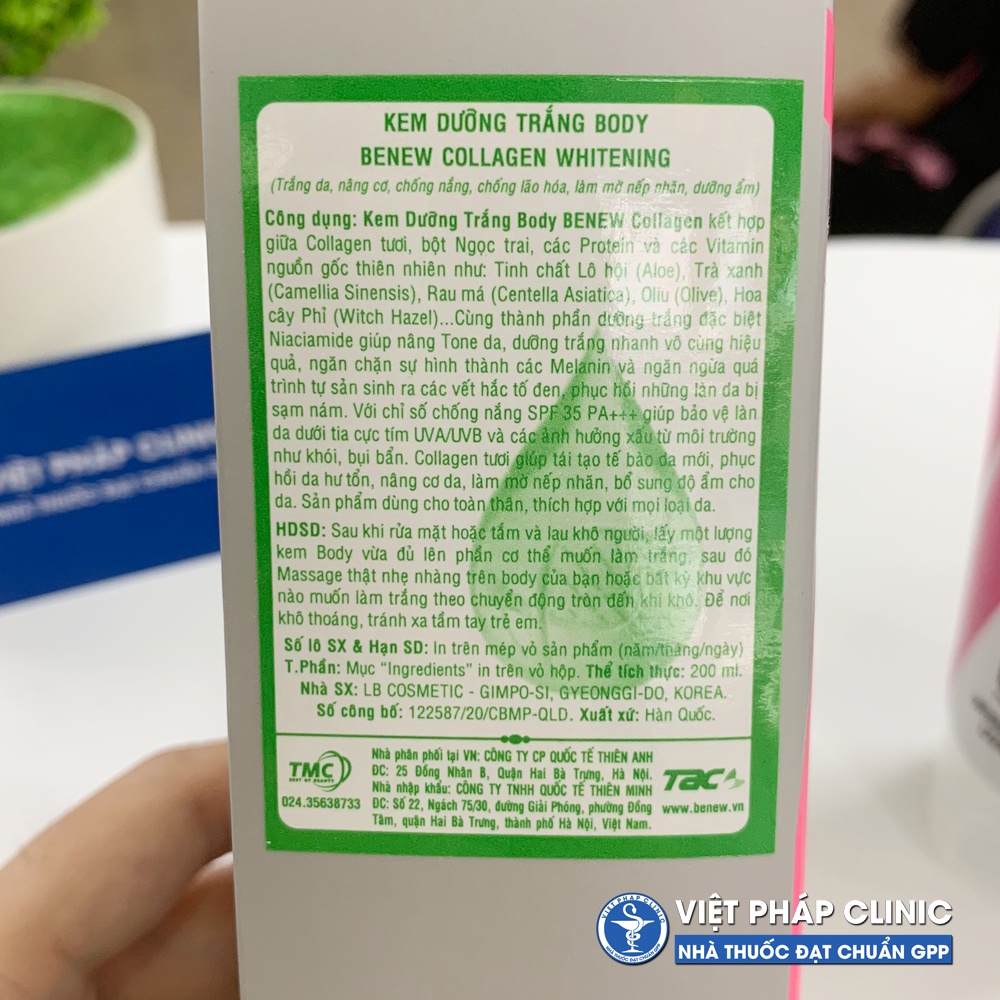 KEM DƯỠNG TRẮNG BODY
BENEW COLLAGEN WHITENING
(Trắng da, nâng cơ, chống nắng, chống lão hóa, làm mờ nếp nhăn, dưỡng ẩm)
Công dụng: Kem Dưỡng Trắng Body BENEW Collagen kết hợp
giữa Collagen tươi, bột Ngọc trai, các Protein và các Vitamin
nguồn gốc thiên nhiên như: Tinh chất Lô hội (Aloe), Trà xanh
(Camellia Sinensis), Rau má (Centella Asiatica), Oliu (Olive), Hoa
cây Phỉ (Witch Hazel)...Cùng thành phần dưỡng trắng đặc biệt
Niaciamide giúp nâng Tone da, dưỡng trắng nhanh vô cùng hiệu
quả, ngăn chặn sự hình thành các Melanin và ngăn ngừa quá
trình tự sản sinh ra các vết hắc tố đen, phục hồi những làn da bị
sạm nám. Với chỉ số chống nắng SPF 35 PA+++ giúp bảo vệ làn
da dưới tia cực tím UVA/UVB và các ảnh hưởng xấu từ môi trường
như khói, bụi bẩn. Collagen tươi giúp tái tạo tế bào da mới, phục
hồi da hư tổn, nâng cơ da, làm mờ nếp nhăn, bổ sung độ ẩm cho
da. Sản phẩm dùng cho toàn thân, thích hợp với mọi loại da.
HDSD: Sau khi rửa mặt hoặc tắm và lau khô người, lấy một lượng
kem Body vừa đủ lên phần cơ thể muốn làm trắng, sau đó
Massage thật nhẹ nhàng trên body của bạn hoặc bất kỳ khu vực
nào muốn làm trắng theo chuyển động tròn đến khi khô. Để nơi
khô thoáng, tránh xa tầm tay trẻ em.
Số lô SX & Hạn SD: In trên mép vỏ sản phẩm (năm/tháng/ngày)
T.Phần: Mục "Ingredients" in trên vỏ hộp. Thể tích thực: 200 ml.
Nhà SX: LB COSMETIC - GIMPO-SI, GYEONGGI-DO, KOREA.
Số công bố: 122587/20/CBMP-QLD. Xuất xứ: Hàn Quốc.
TMC
BEST OF BEAUTY
024.35638733
Nhà phân phối tại VN: CÔNG TY CP QUỐC TẾ THIÊN ANH
ĐC: 25 Đồng Nhân B, Quận Hai Bà Trưng, Hà Nội.
Nhà nhập khẩu: CÔNG TY TNHH QUỐC TẾ THIÊN MINH
ĐC: Số 22, Ngách 75/30, đường Giải Phóng, phường Đồng
Tâm, quận Hai Bà Trưng, thành phố Hà Nội, Việt Nam.
TAC
www.benew.vn
VIỆT PHÁP CLINIC
VIỆT PHÁP CLINIC
NHÀ THUỐC ĐẠT CHUẨN GPP